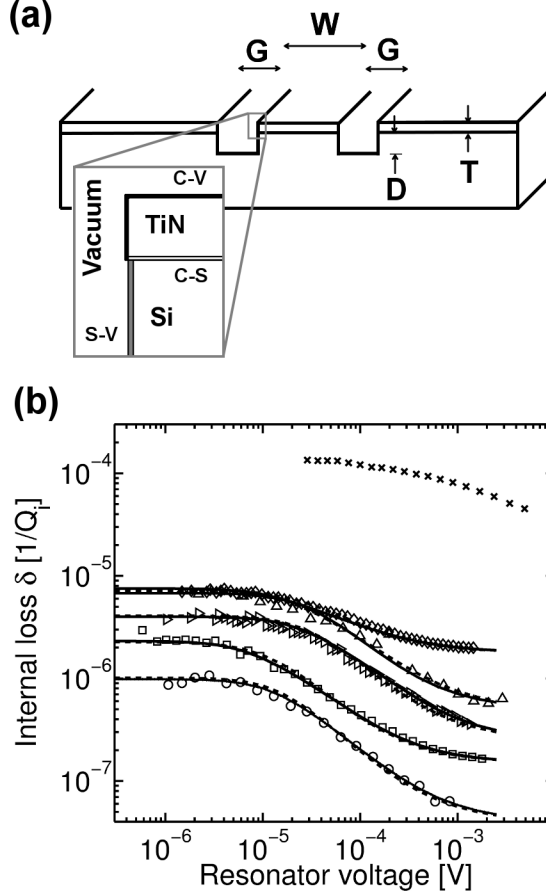 (a)
W
G G
D T
C-V
Vacuum
TiN
C-S
S-V
Si
(b)
Internal loss δ [1/Qi]
10^-4
10^-5
10^-6
10^-7
10^-6 10^-5 10^-4 10^-3
Resonator voltage [V]